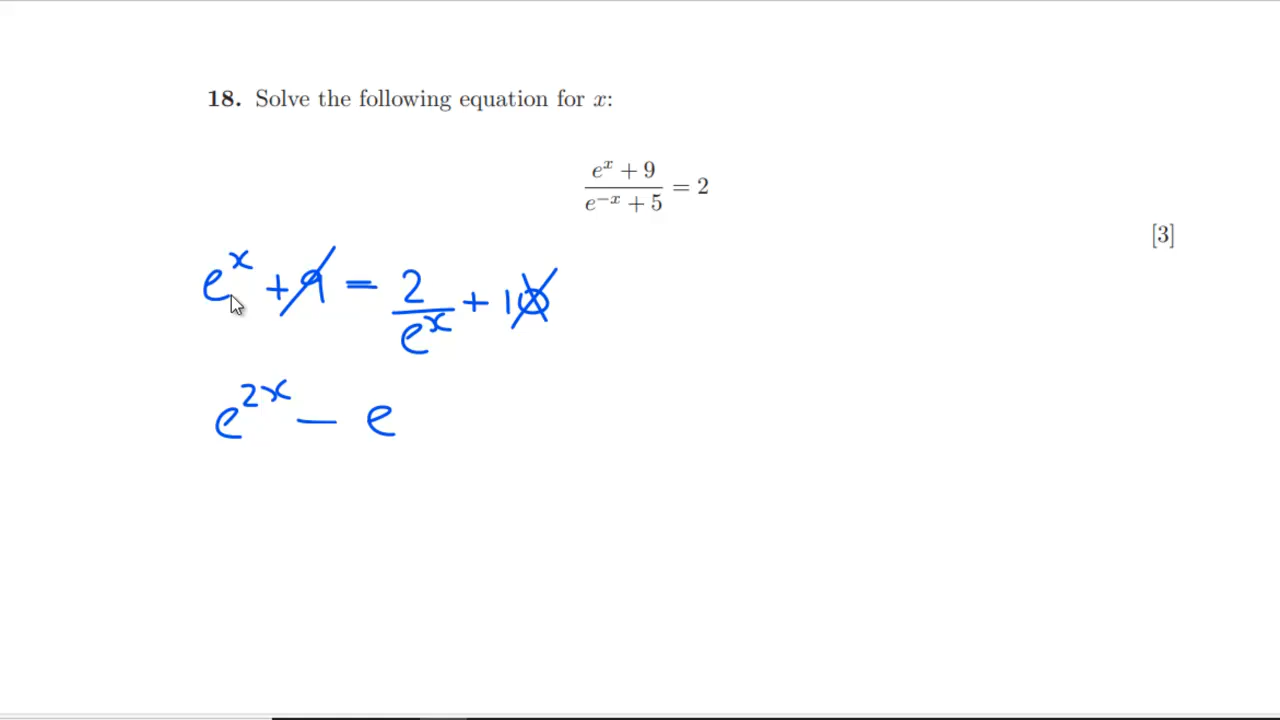 18. Solve the following equation for x:
e^x + 9
e^{-x} + 5
= 2
[3]
e^x + 9 = 2/e^x + 10
e^{2x} - e